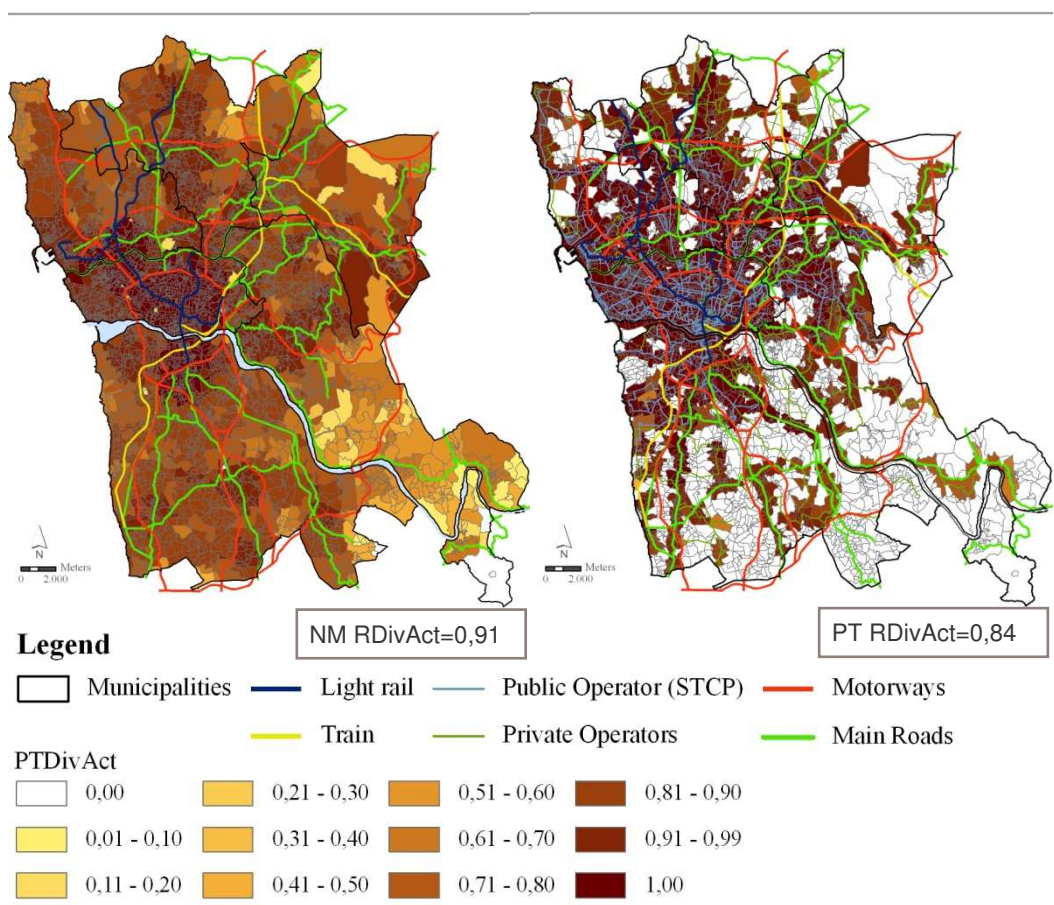 N
0 2.000 Meters
N
0 2.000 Meters
NM RDivAct=0,91
PT RDivAct=0,84
Legend
Municipalities Light rail Public Operator (STCP) Motorways
Train Private Operators Main Roads
PTDivAct
0,00 0,21 - 0,30 0,51 - 0,60 0,81 - 0,90
0,01 - 0,10 0,31 - 0,40 0,61 - 0,70 0,91 - 0,99
0,11 - 0,20 0,41 - 0,50 0,71 - 0,80 1,00